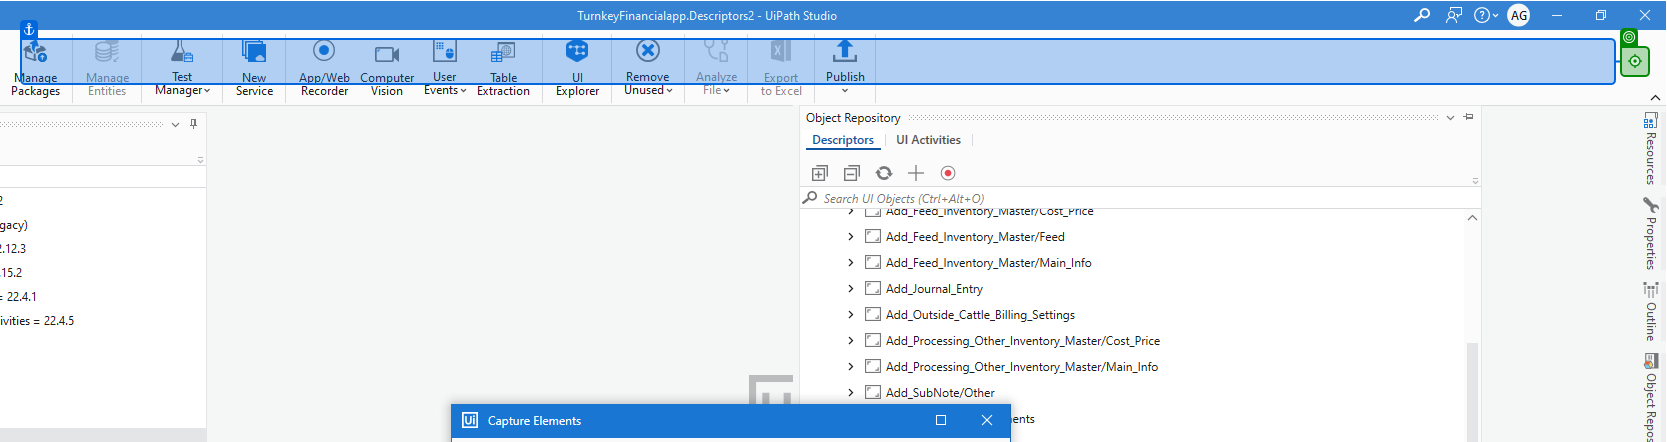 TurnkeyFinancialapp.Descriptors2 - UiPath Studio
AG
Manage Packages
Manage Entities
Test Manager
New Service
App/Web Recorder
Computer Vision
User Events
Table Extraction
UI Explorer
Remove Unused
Analyze File
Export to Excel
Publish
2
gacy)
2.12.3
.15.2
= 22.4.1
ivities = 22.4.5
Object Repository
Descriptors
UI Activities
Search UI Objects (Ctrl+Alt+O)
Add_Feed_Inventory_Master/Cost_Price
Add_Feed_Inventory_Master/Feed
Add_Feed_Inventory_Master/Main_Info
Add_Journal_Entry
Add_Outside_Cattle_Billing_Settings
Add_Processing_Other_Inventory_Master/Cost_Price
Add_Processing_Other_Inventory_Master/Main_Info
Add_SubNote/Other
nents
Ui Capture Elements
Resources
Properties
Outline
Object Repos